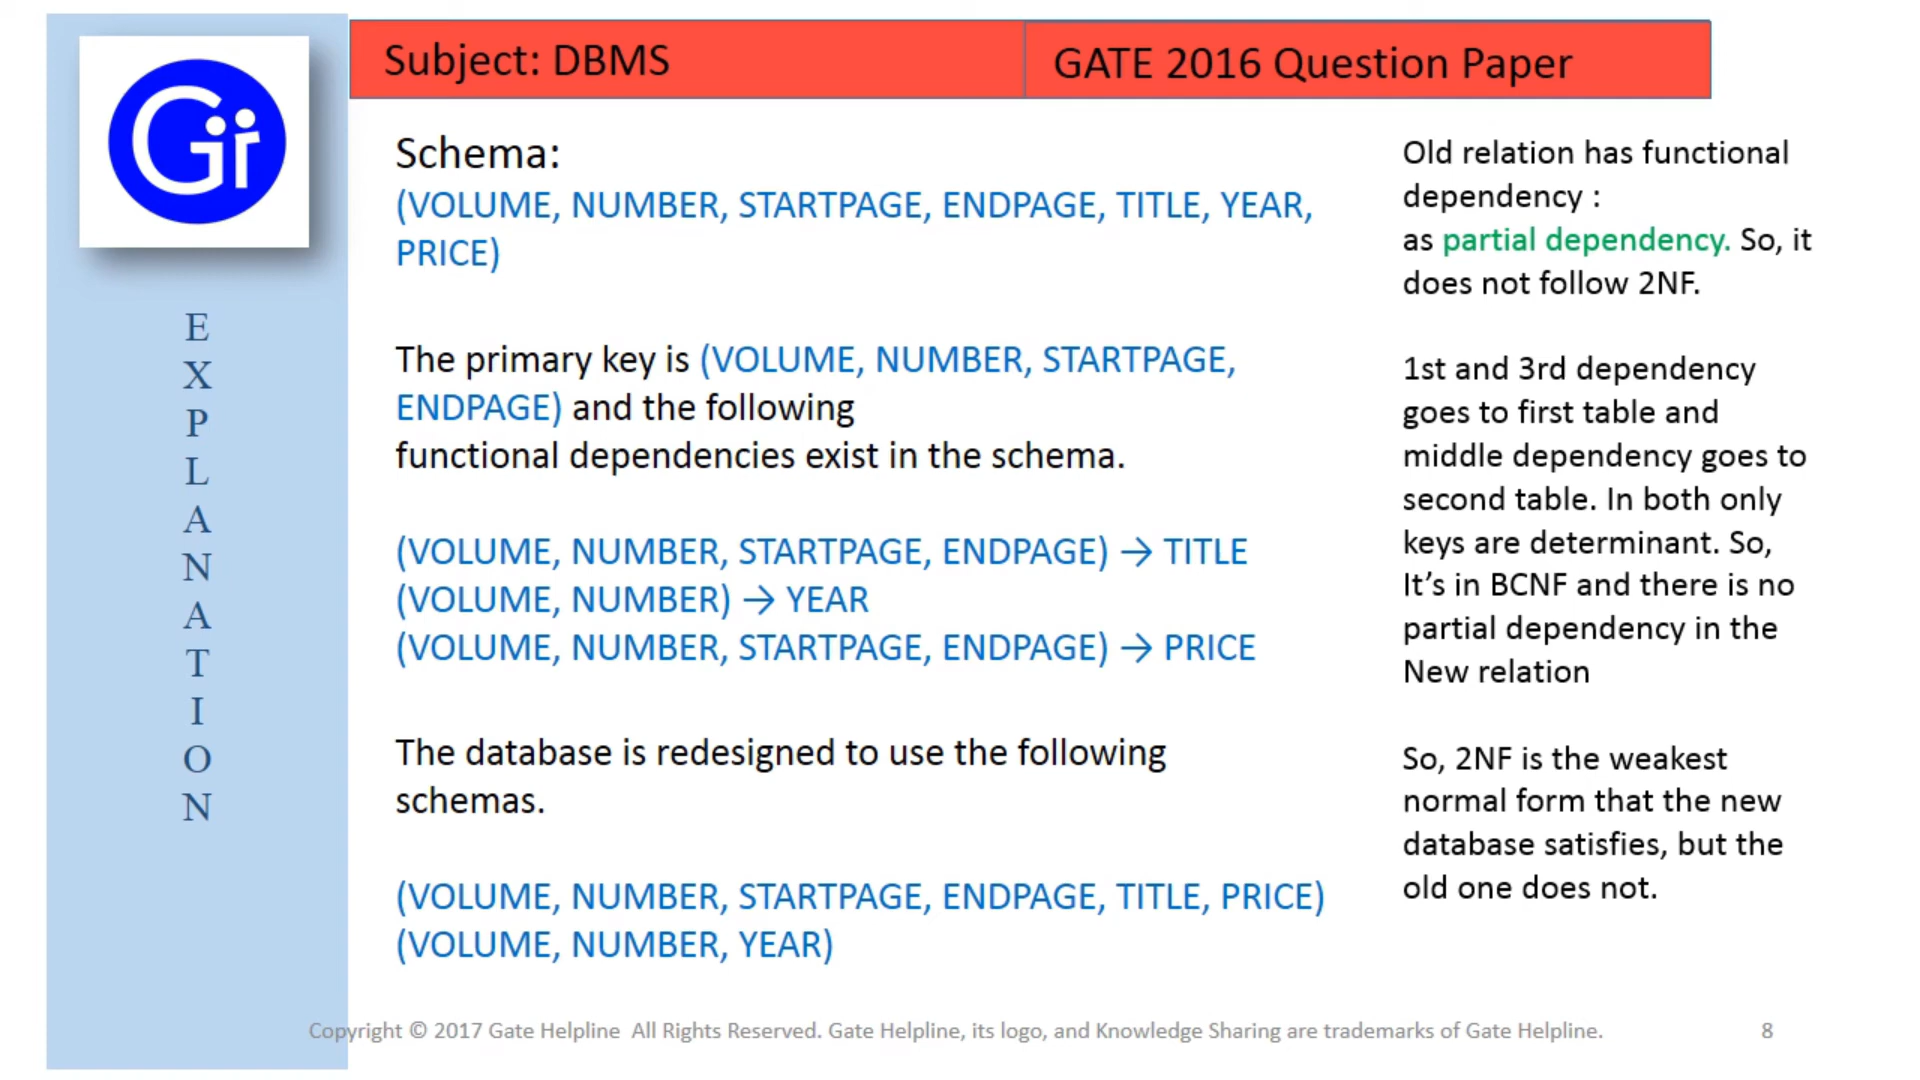 Gi
Subject: DBMS
GATE 2016 Question Paper
E
X
P
L
A
N
A
T
I
O
N
Schema:
(VOLUME, NUMBER, STARTPAGE, ENDPAGE, TITLE, YEAR,
PRICE)
The primary key is (VOLUME, NUMBER, STARTPAGE,
ENDPAGE) and the following
functional dependencies exist in the schema.
(VOLUME, NUMBER, STARTPAGE, ENDPAGE) → TITLE
(VOLUME, NUMBER) → YEAR
(VOLUME, NUMBER, STARTPAGE, ENDPAGE) → PRICE
The database is redesigned to use the following
schemas.
(VOLUME, NUMBER, STARTPAGE, ENDPAGE, TITLE, PRICE)
(VOLUME, NUMBER, YEAR)
Old relation has functional
dependency :
as partial dependency. So, it
does not follow 2NF.
1st and 3rd dependency
goes to first table and
middle dependency goes to
second table. In both only
keys are determinant. So,
It’s in BCNF and there is no
partial dependency in the
New relation
So, 2NF is the weakest
normal form that the new
database satisfies, but the
old one does not.
Copyright © 2017 Gate Helpline All Rights Reserved. Gate Helpline, its logo, and Knowledge Sharing are trademarks of Gate Helpline.
8